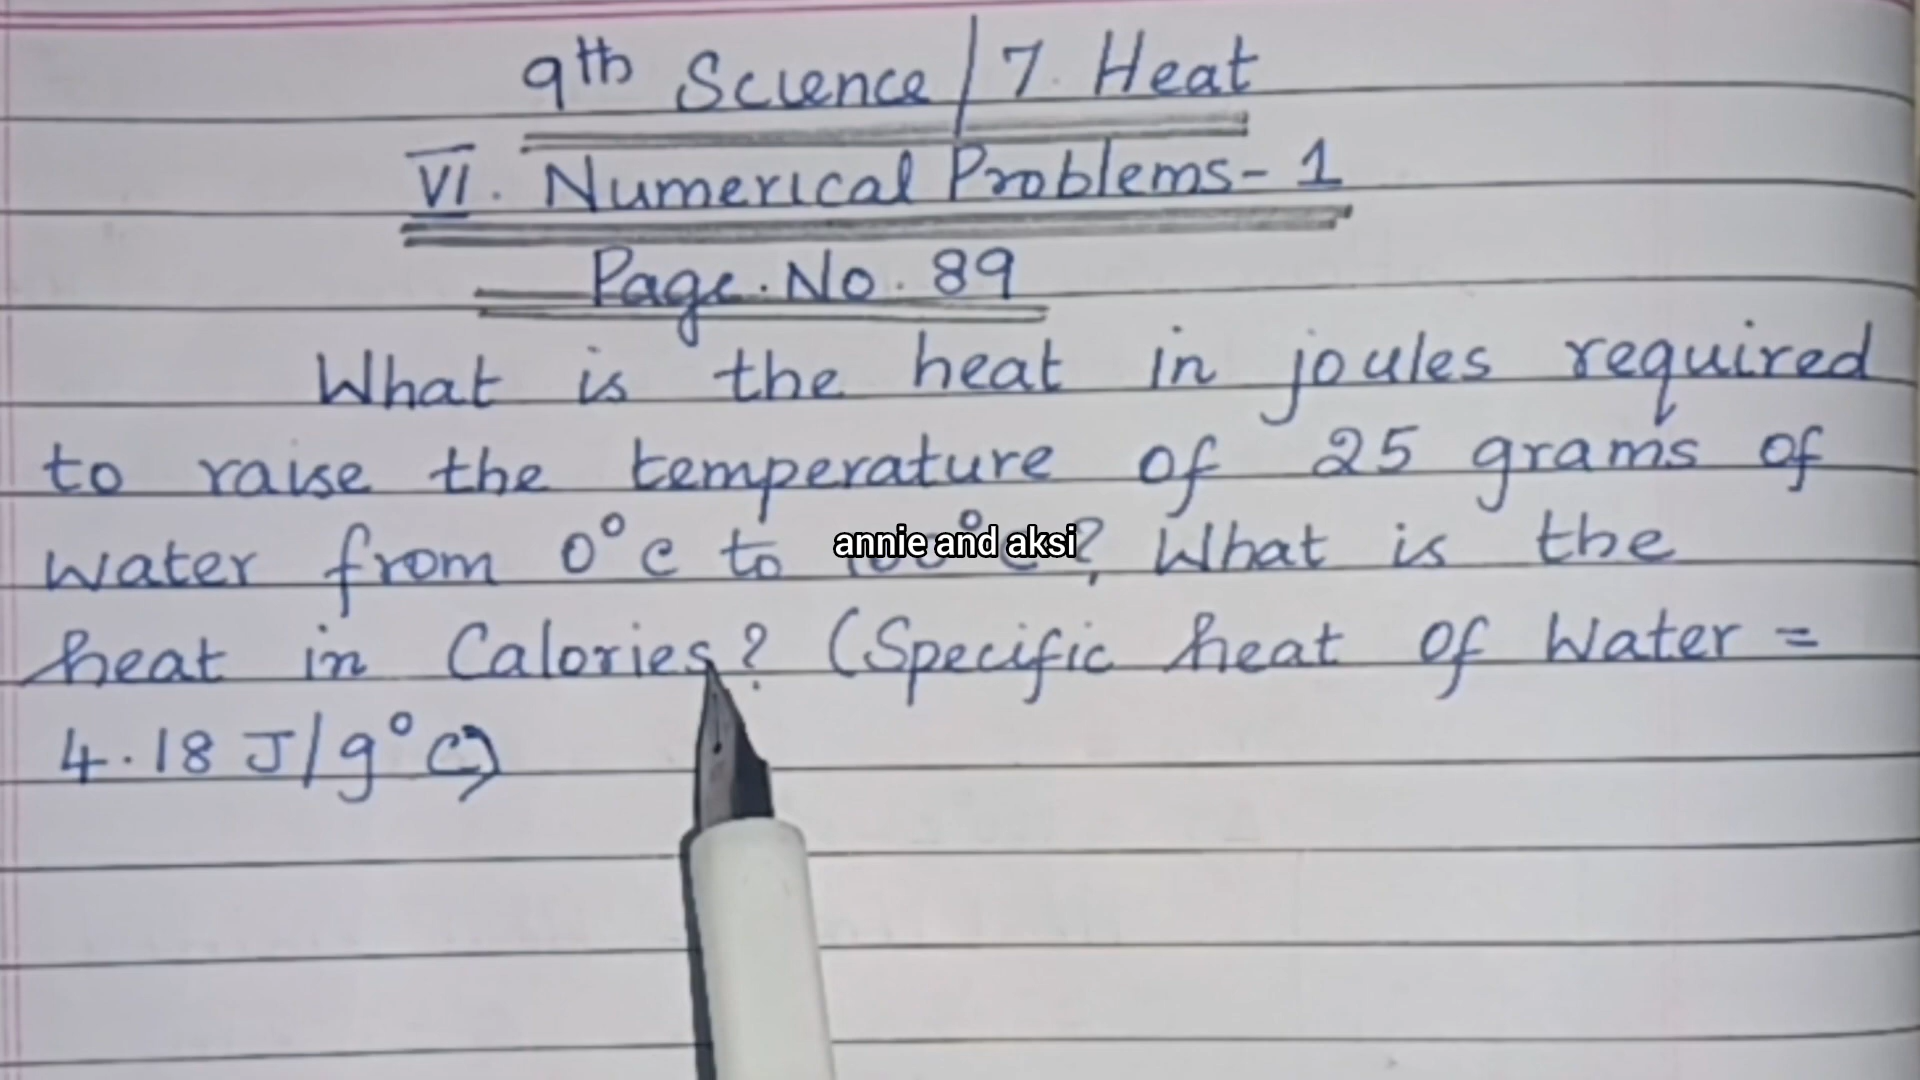 9th Science / 7. Heat
VI. Numerical Problems - 1
Page. No. 89
What is the heat in joules required
to raise the temperature of 25 grams of
water from 0°c to 100°c? What is the
annie and aksi
heat in Calories? (Specific heat of Water =
4.18 J/g°C)